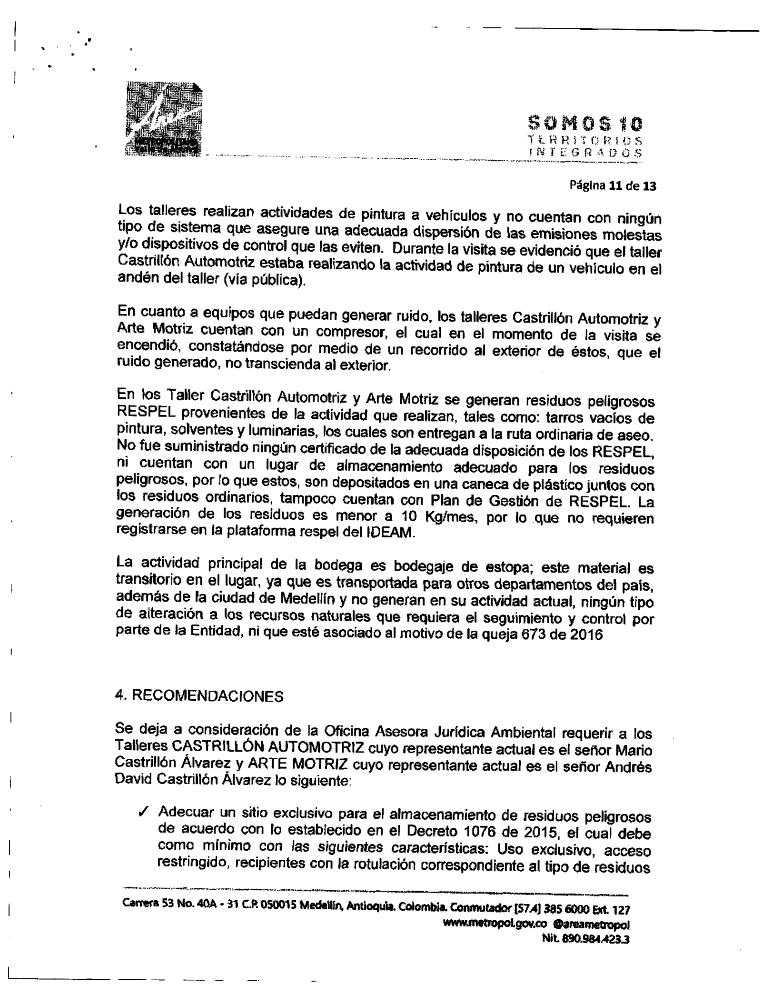 METROPOLITANA
SOMOS 10
TERRITORIOS
INTEGRADOS
Página 11 de 13
Los talleres realizan actividades de pintura a vehículos y no cuentan con ningún
tipo de sistema que asegure una adecuada dispersión de las emisiones molestas
y/o dispositivos de control que las eviten. Durante la visita se evidenció que el taller
Castrillón Automotriz estaba realizando la actividad de pintura de un vehículo en el
andén del taller (via pública).
En cuanto a equipos que puedan generar ruido, los talleres Castrillón Automotriz y
Arte Motriz cuentan con un compresor, el cual en el momento de la visita se
encendió, constatándose por medio de un recorrido al exterior de éstos, que el
ruido generado, no transcienda al exterior.
En los Taller Castrillón Automotriz y Arte Motriz se generan residuos peligrosos
RESPEL provenientes de la actividad que realizan, tales como: tarros vacíos de
pintura, solventes y luminarias, los cuales son entregan a la ruta ordinaria de aseo.
No fue suministrado ningún certificado de la adecuada disposición de los RESPEL,
ni cuentan con un lugar de almacenamiento adecuado para los residuos
peligrosos, por lo que estos, son depositados en una caneca de plástico juntos con
los residuos ordinarios, tampoco cuentan con Plan de Gestión de RESPEL. La
generación de los residuos es menor a 10 Kg/mes, por lo que no requieren
registrarse en la plataforma respel del IDEAM.
La actividad principal de la bodega es bodegaje de estopa; este material es
transitorio en el lugar, ya que es transportada para otros departamentos del país,
además de la ciudad de Medellín y no generan en su actividad actual, ningún tipo
de alteración a los recursos naturales que requiera el seguimiento y control por
parte de la Entidad, ni que esté asociado al motivo de la queja 673 de 2016
4. RECOMENDACIONES
Se deja a consideración de la Oficina Asesora Jurídica Ambiental requerir a los
Talleres CASTRILLÓN AUTOMOTRIZ cuyo representante actual es el señor Mario
Castrillón Álvarez y ARTE MOTRIZ cuyo representante actual es el señor Andrés
David Castrillón Álvarez lo siguiente:
✓ Adecuar un sitio exclusivo para el almacenamiento de residuos peligrosos
de acuerdo con lo establecido en el Decreto 1076 de 2015, el cual debe
como mínimo con las siguientes características: Uso exclusivo, acceso
restringido, recipientes con la rotulación correspondiente al tipo de residuos
Carrera 53 No. 40A - 31 C.P. 050015 Medellín, Antioquia. Colombia. Conmutador [57.4] 385 6000 Ext. 127
www.metropol.gov.co @areametropol
Nit. 890.984.423.3